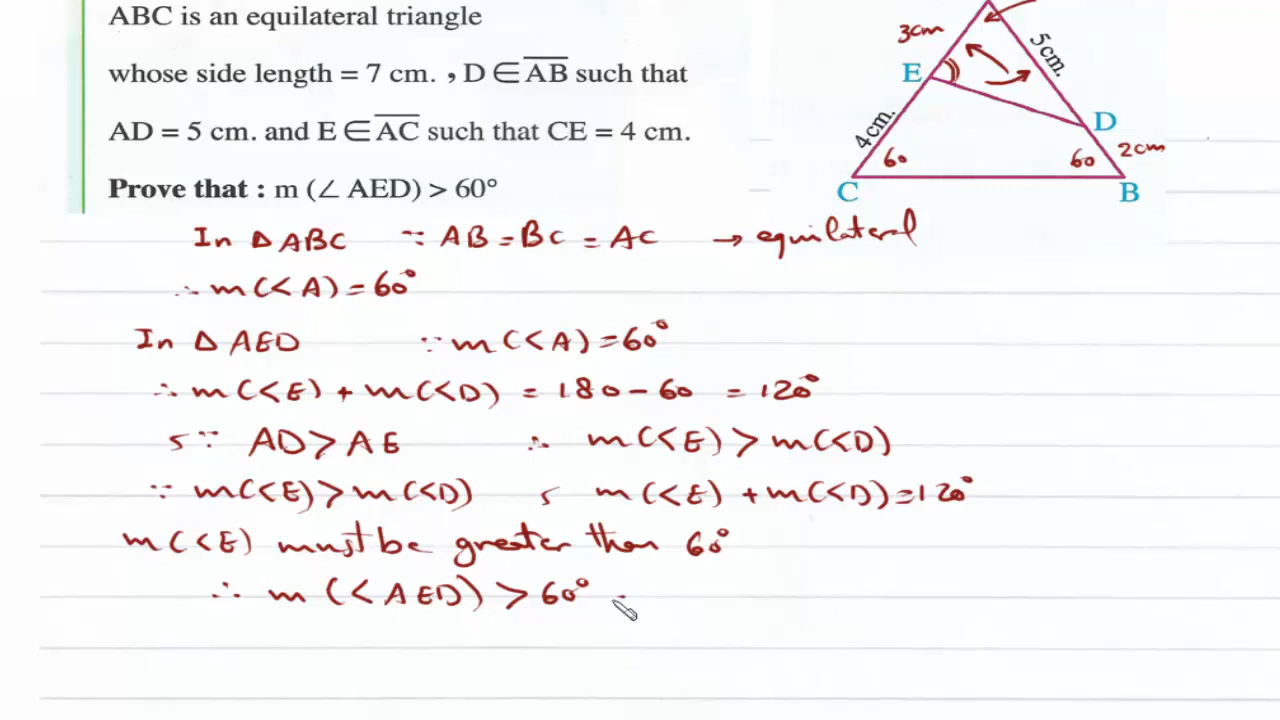 ABC is an equilateral triangle
whose side length = 7 cm. , D ∈ AB such that
AD = 5 cm. and E ∈ AC such that CE = 4 cm.
Prove that : m (∠ AED) > 60°
3cm
5 cm.
E
4cm.
D
60
60
2cm
C
B
In Δ ABC ∵ AB = BC = AC → equilateral
∴ m(<A) = 60°
In Δ AED ∵ m(<A) = 60°
∴ m(<E) + m(<D) = 180 - 60 = 120°
, ∵ AD > AE ∴ m(<E) > m(<D)
∵ m(<E) > m(<D) , m(<E) + m(<D) = 120°
m(<E) must be greater than 60°
∴ m (<AED) > 60°